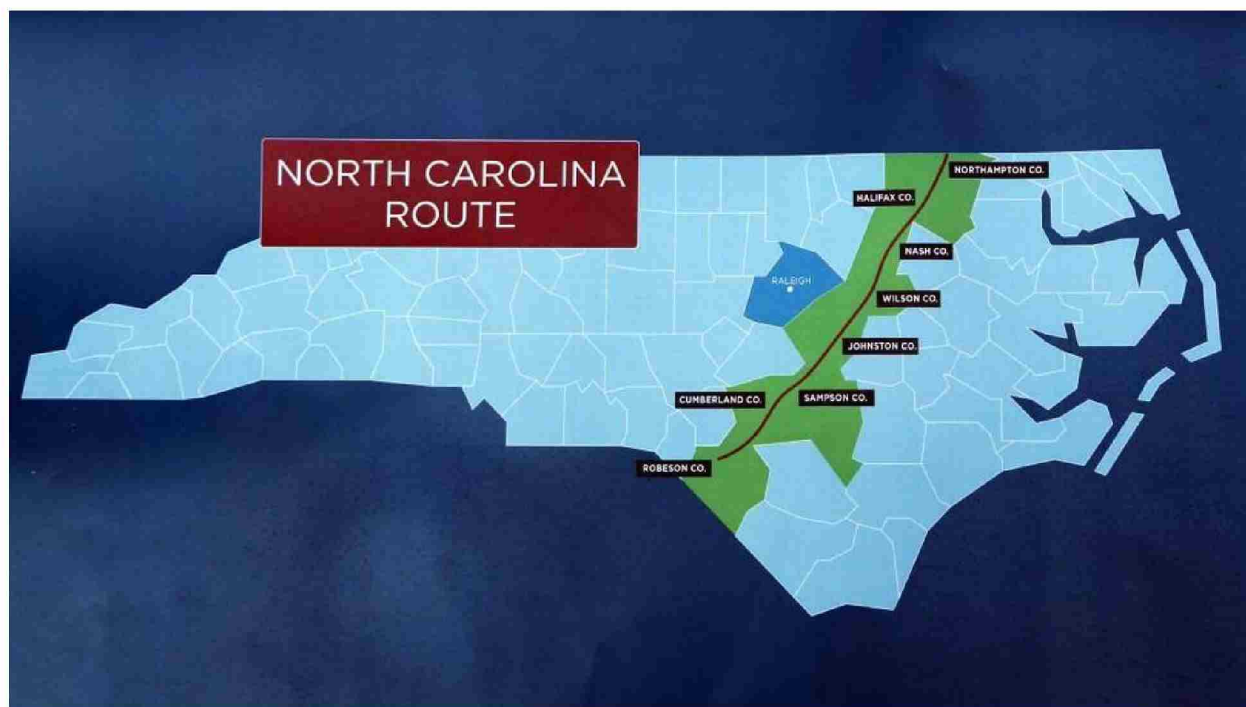 NORTH CAROLINA
ROUTE
NORTHAMPTON CO.
HALIFAX CO.
NASH CO.
RALEIGH
WILSON CO.
JOHNSTON CO.
CUMBERLAND CO.
SAMPSON CO.
ROBESON CO.